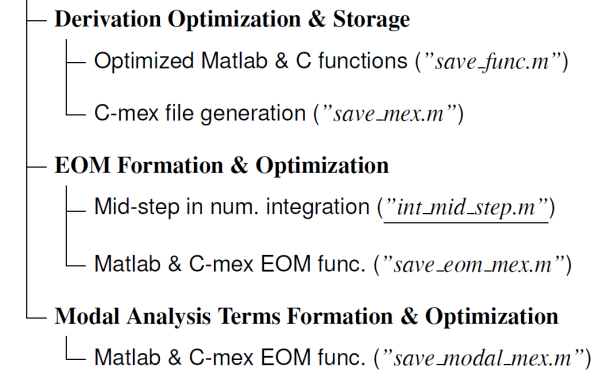 Derivation Optimization & Storage
Optimized Matlab & C functions (”save_func.m”)
C-mex file generation (”save_mex.m”)
EOM Formation & Optimization
Mid-step in num. integration (”int_mid_step.m”)
Matlab & C-mex EOM func. (”save_eom_mex.m”)
Modal Analysis Terms Formation & Optimization
Matlab & C-mex EOM func. (”save_modal_mex.m”)